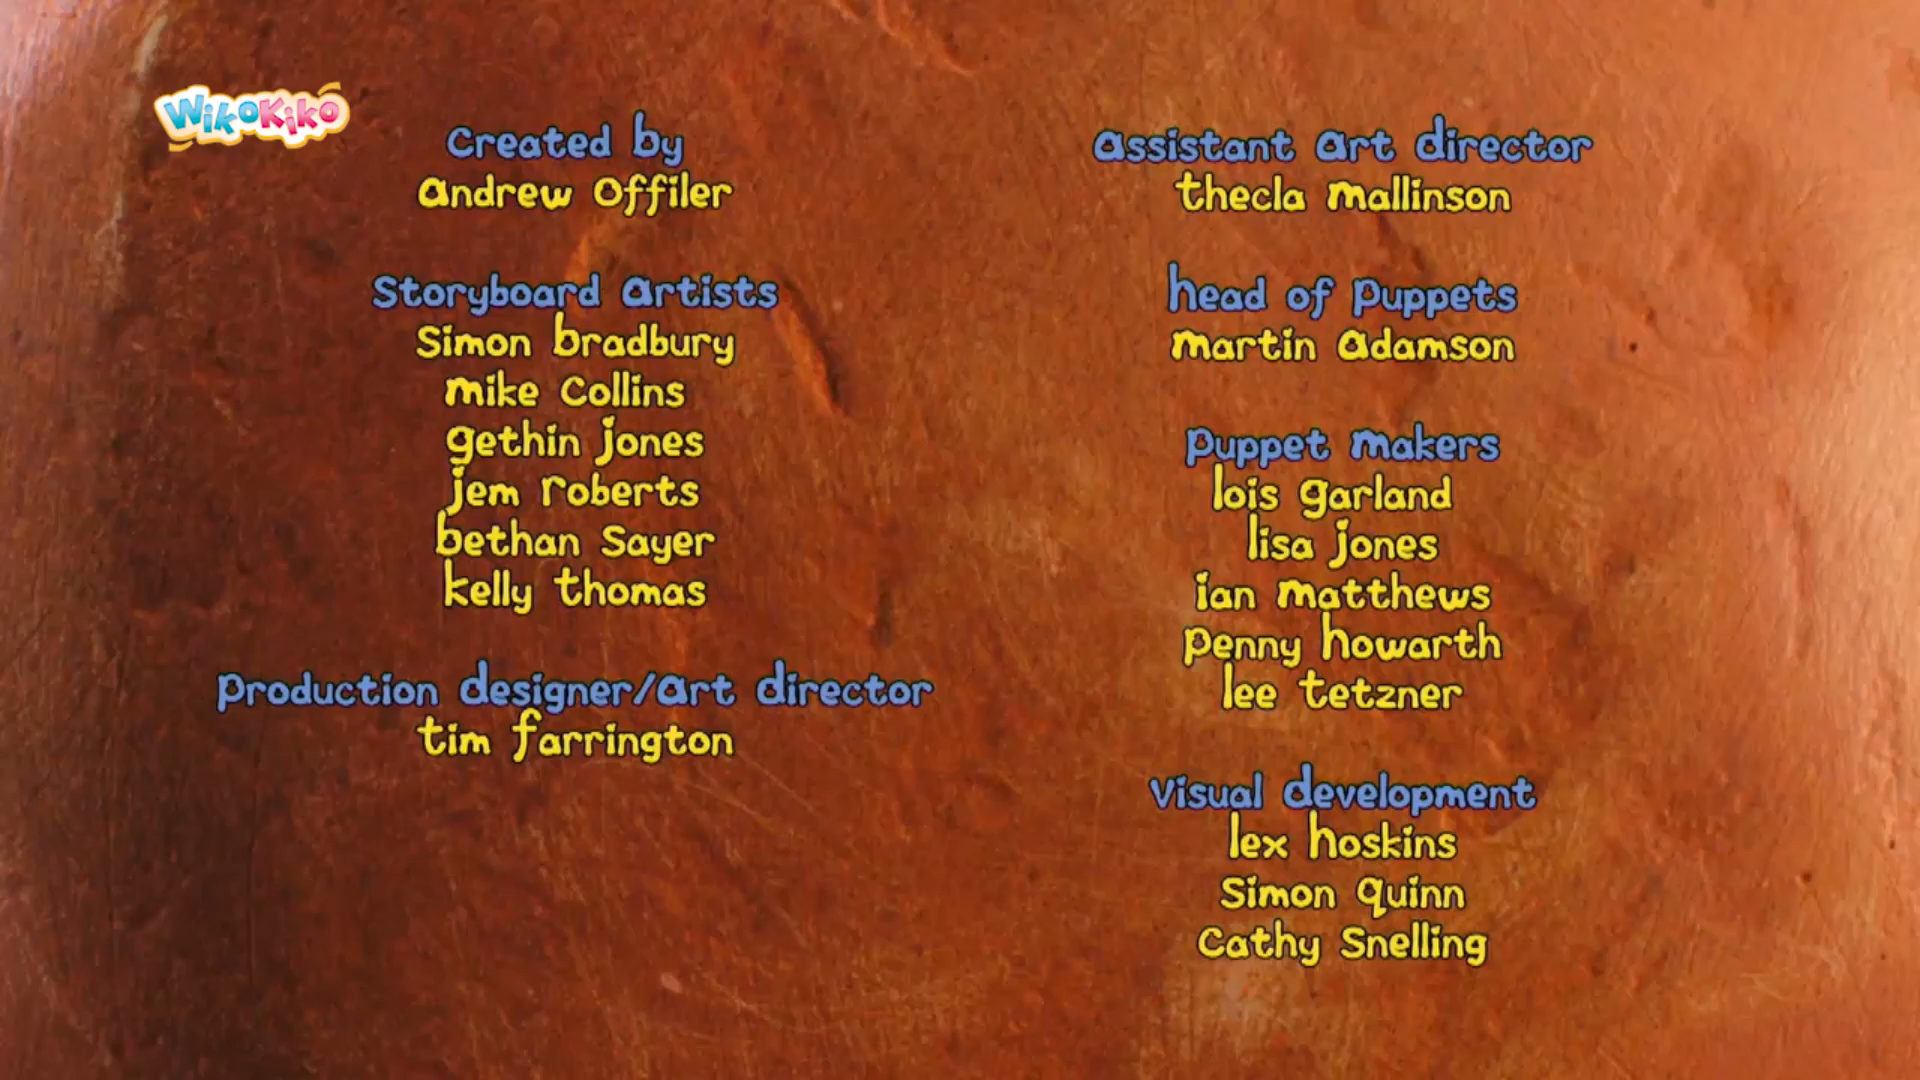 WikoKiko
Created by
andrew Offiler
Storyboard artists
Simon bradbury
mike Collins
gethin jones
jem roberts
bethan Sayer
kelly thomas
production designer/art director
tim farrington
assistant art director
thecla mallinson
head of puppets
martin adamson
puppet makers
lois garland
lisa jones
ian matthews
penny howarth
lee tetzner
Visual development
lex hoskins
Simon quinn
Cathy Snelling